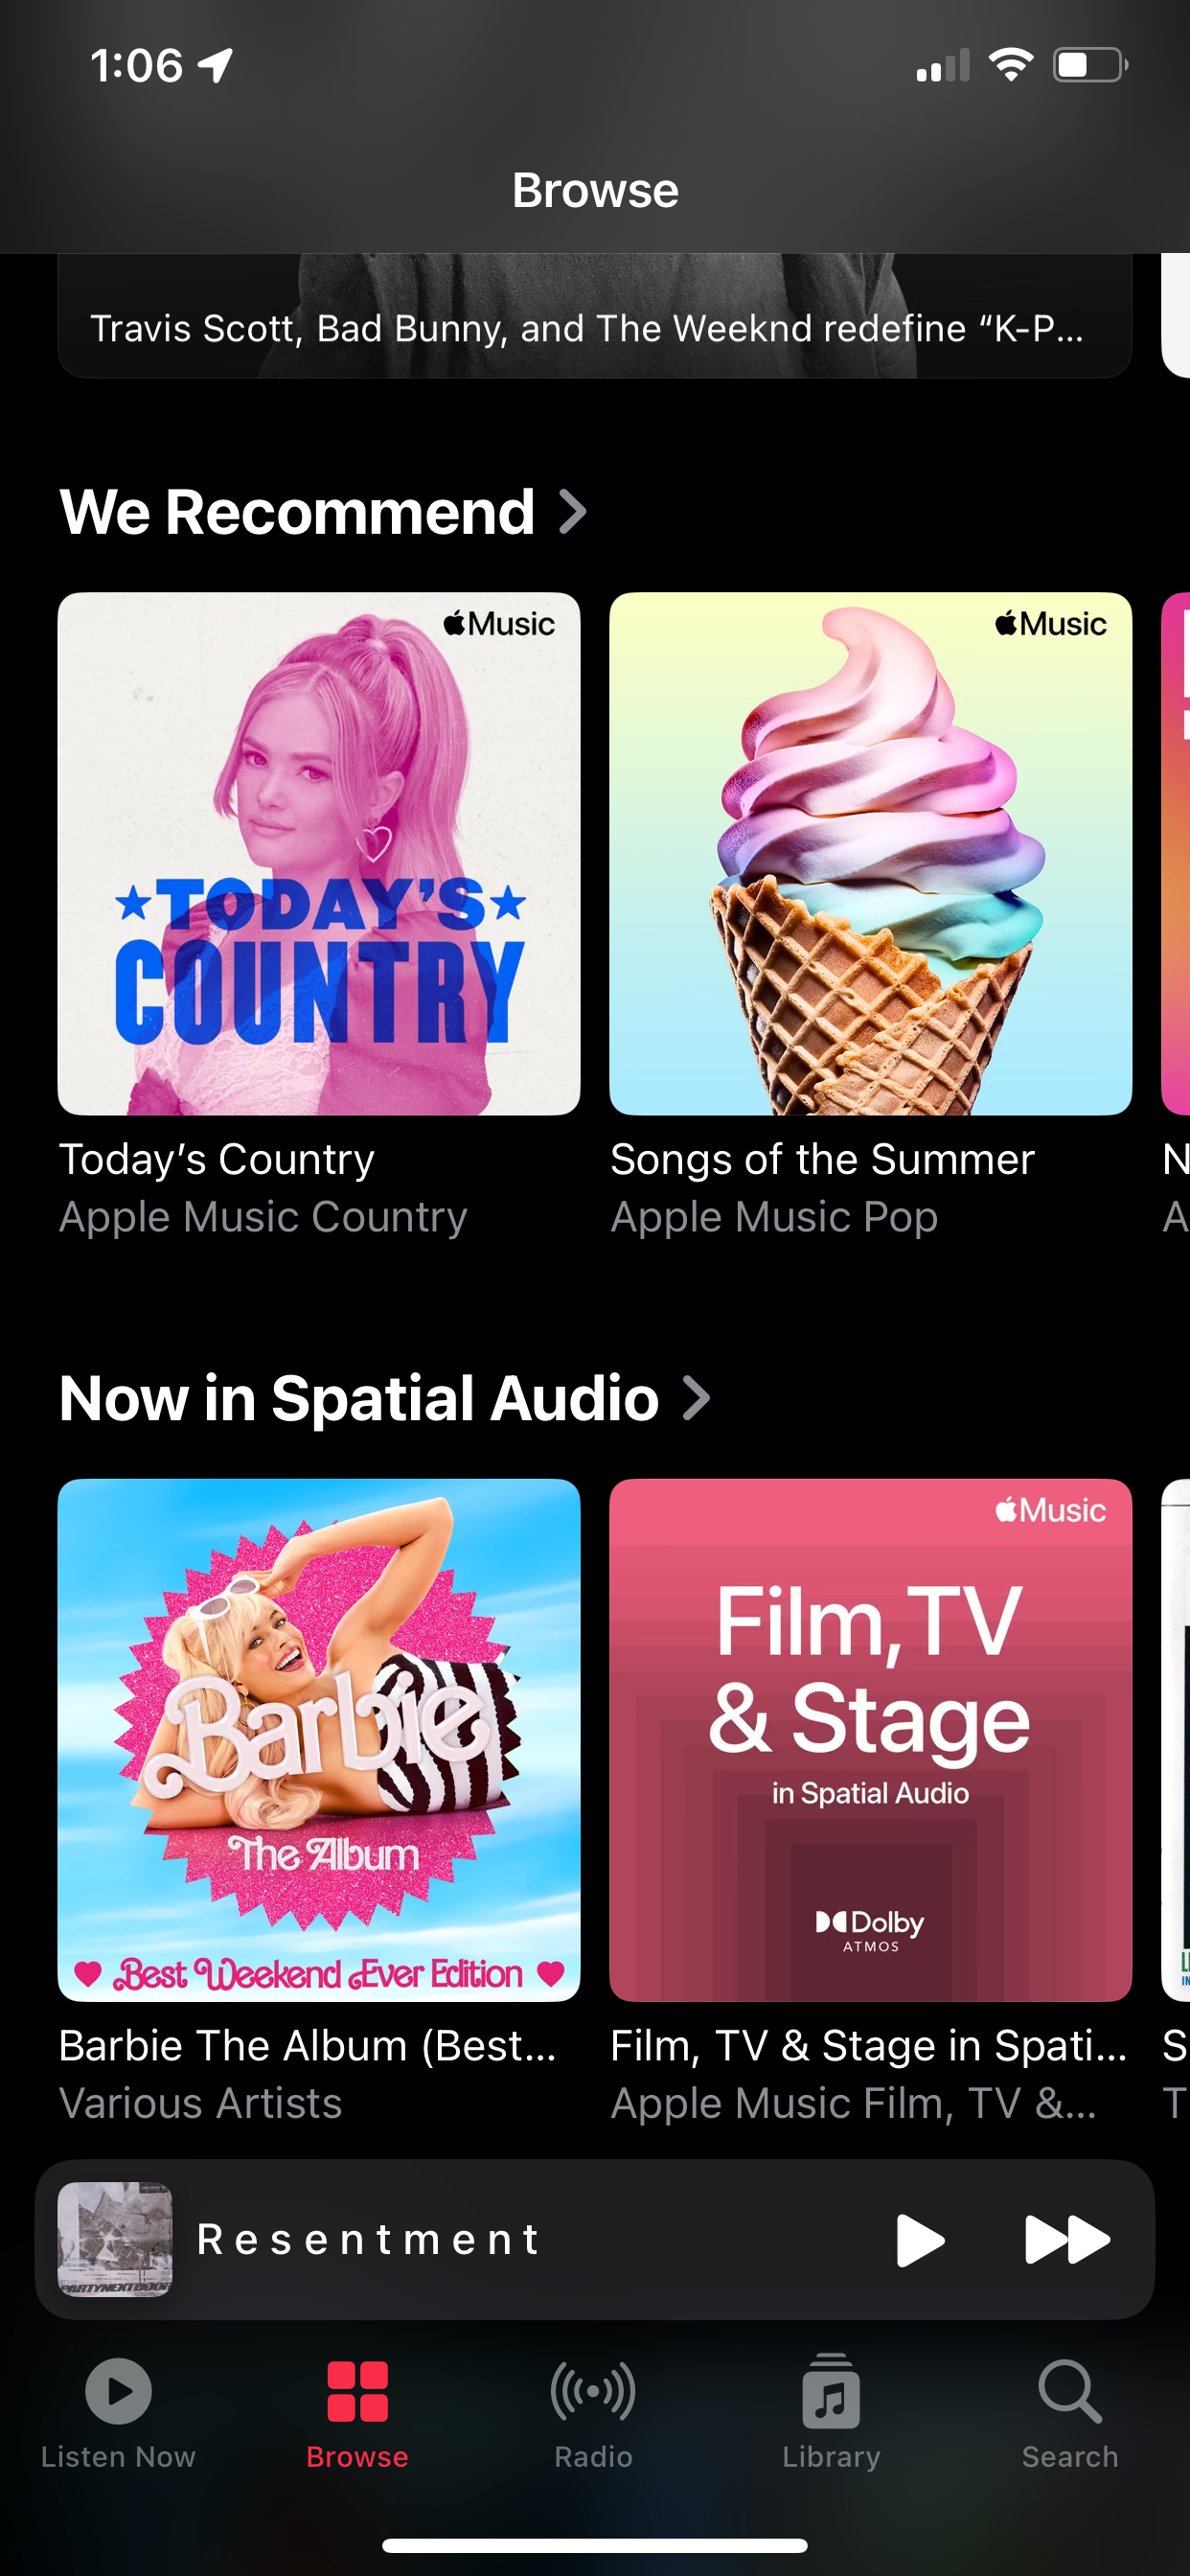 1:06
Browse
Travis Scott, Bad Bunny, and The Weeknd redefine “K-P...
We Recommend
Music
TODAY’S
COUNTRY
Music
Today’s Country
Apple Music Country
Songs of the Summer
Apple Music Pop
N
A
Now in Spatial Audio
Barbie
The Album
Best Weekend Ever Edition
Music
Film, TV
& Stage
in Spatial Audio
Dolby
ATMOS
Barbie The Album (Best...
Various Artists
Film, TV & Stage in Spati...
Apple Music Film, TV &...
S
T
PARTYNEXTDOOR
Resentment
Listen Now
Browse
Radio
Library
Search